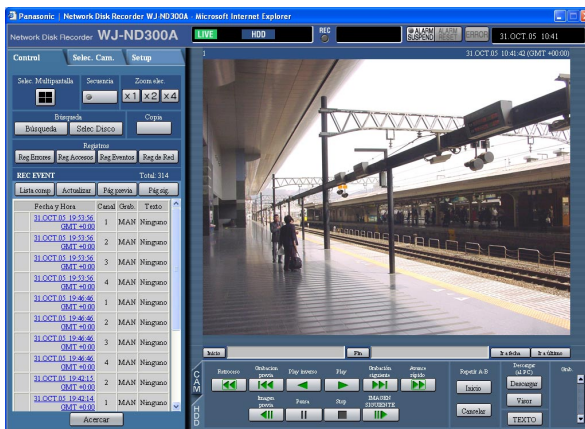 Panasonic | Network Disk Recorder WJ-ND300A - Microsoft Internet Explorer
Network Disk Recorder WJ-ND300A
LIVE HDD REC ALARM SUSPEND ALARM RESET ERROR 31.OCT.05 10:41
Control Selec. Cam. Setup
1 31.OCT.05 10:41:42 (GMT +00:00)
Selec. Multipantalla Secuencia Zoom elec.
x1 x2 x4
Búsqueda Copia
Búsqueda Selec Disco
Registros
Reg Errores Reg Accesos Reg Eventos Reg de Red
REC EVENT Total: 314
Lista comp Actualizar Pág previa Pág sig.
Fecha y Hora Canal Grab. Texto
31.OCT.05 19:53:56 GMT +0:00 1 MAN Ninguno
31.OCT.05 19:53:56 GMT +0:00 2 MAN Ninguno
31.OCT.05 19:53:56 GMT +0:00 3 MAN Ninguno
31.OCT.05 19:53:56 GMT +0:00 4 MAN Ninguno
31.OCT.05 19:46:46 GMT +0:00 1 MAN Ninguno
31.OCT.05 19:46:46 GMT +0:00 2 MAN Ninguno
31.OCT.05 19:46:46 GMT +0:00 3 MAN Ninguno
31.OCT.05 19:46:46 GMT +0:00 4 MAN Ninguno
31.OCT.05 19:42:15 GMT +0:00 2 MAN Ninguno
31.OCT.05 19:42:14 GMT +0:00 1 MAN Ninguno
31.OCT.05 19:42:14
Acercar
Inicio Fin Ir a fecha Ir a último
CAM
HDD
Retroceso Grabacion previa Play inverso Play Grabación siguiente Avance rápido
Imagen previa Pausa Stop IMAGEN SIGUIENTE
Repetir A-B
Inicio
Cancelar
Descargar (al PC)
Descargar
Visor
TEXTO
Grab.